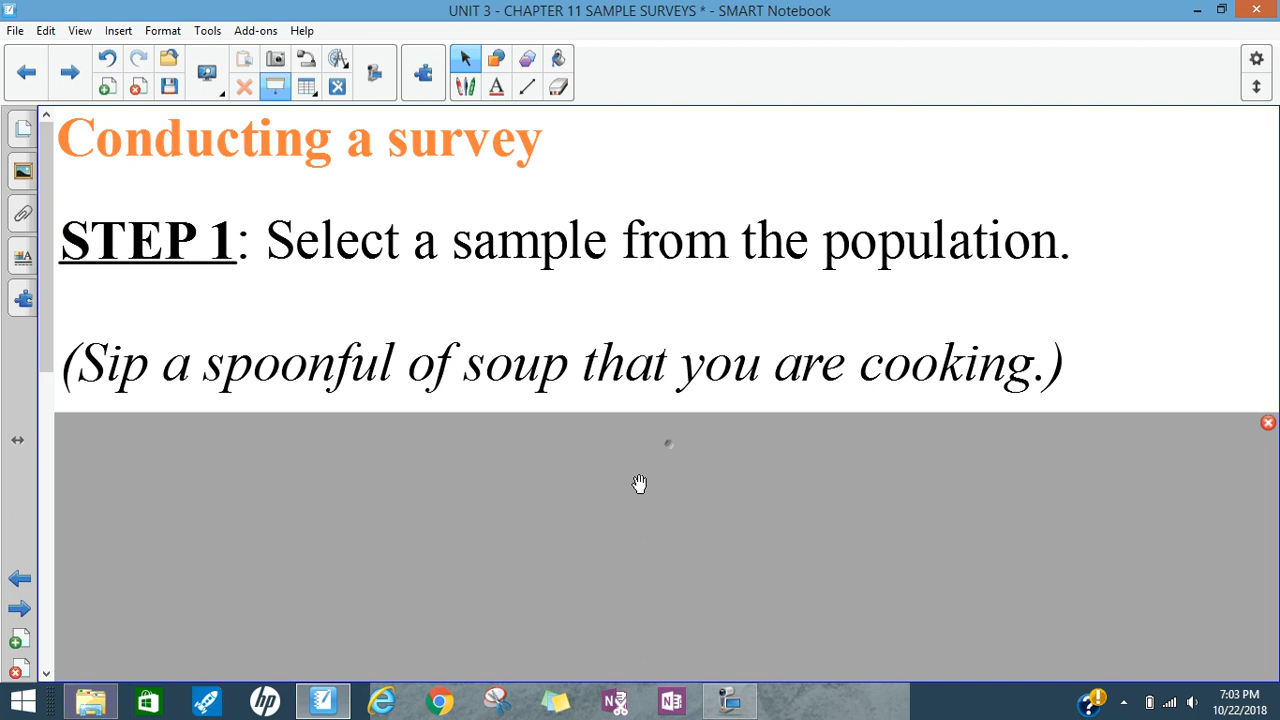 UNIT 3 - CHAPTER 11 SAMPLE SURVEYS * - SMART Notebook
File Edit View Insert Format Tools Add-ons Help
Conducting a survey
STEP 1: Select a sample from the population.
(Sip a spoonful of soup that you are cooking.)
7:03 PM
10/22/2018